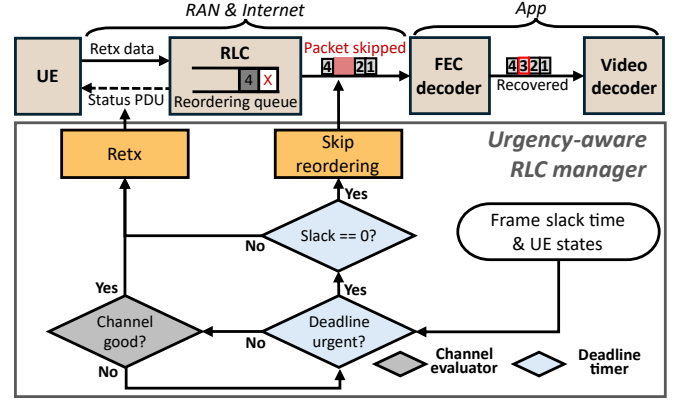 RAN & Internet
App
UE
Retx data
Status PDU
RLC
4 X
Reordering queue
Packet skipped
4 2 1
FEC
decoder
4 3 2 1
Recovered
Video
decoder
Urgency-aware
RLC manager
Retx
Skip
reordering
Yes
Slack == 0?
No
Frame slack time
& UE states
Yes
Yes
Channel
good?
No
Deadline
urgent?
No
Channel
evaluator
Deadline
timer